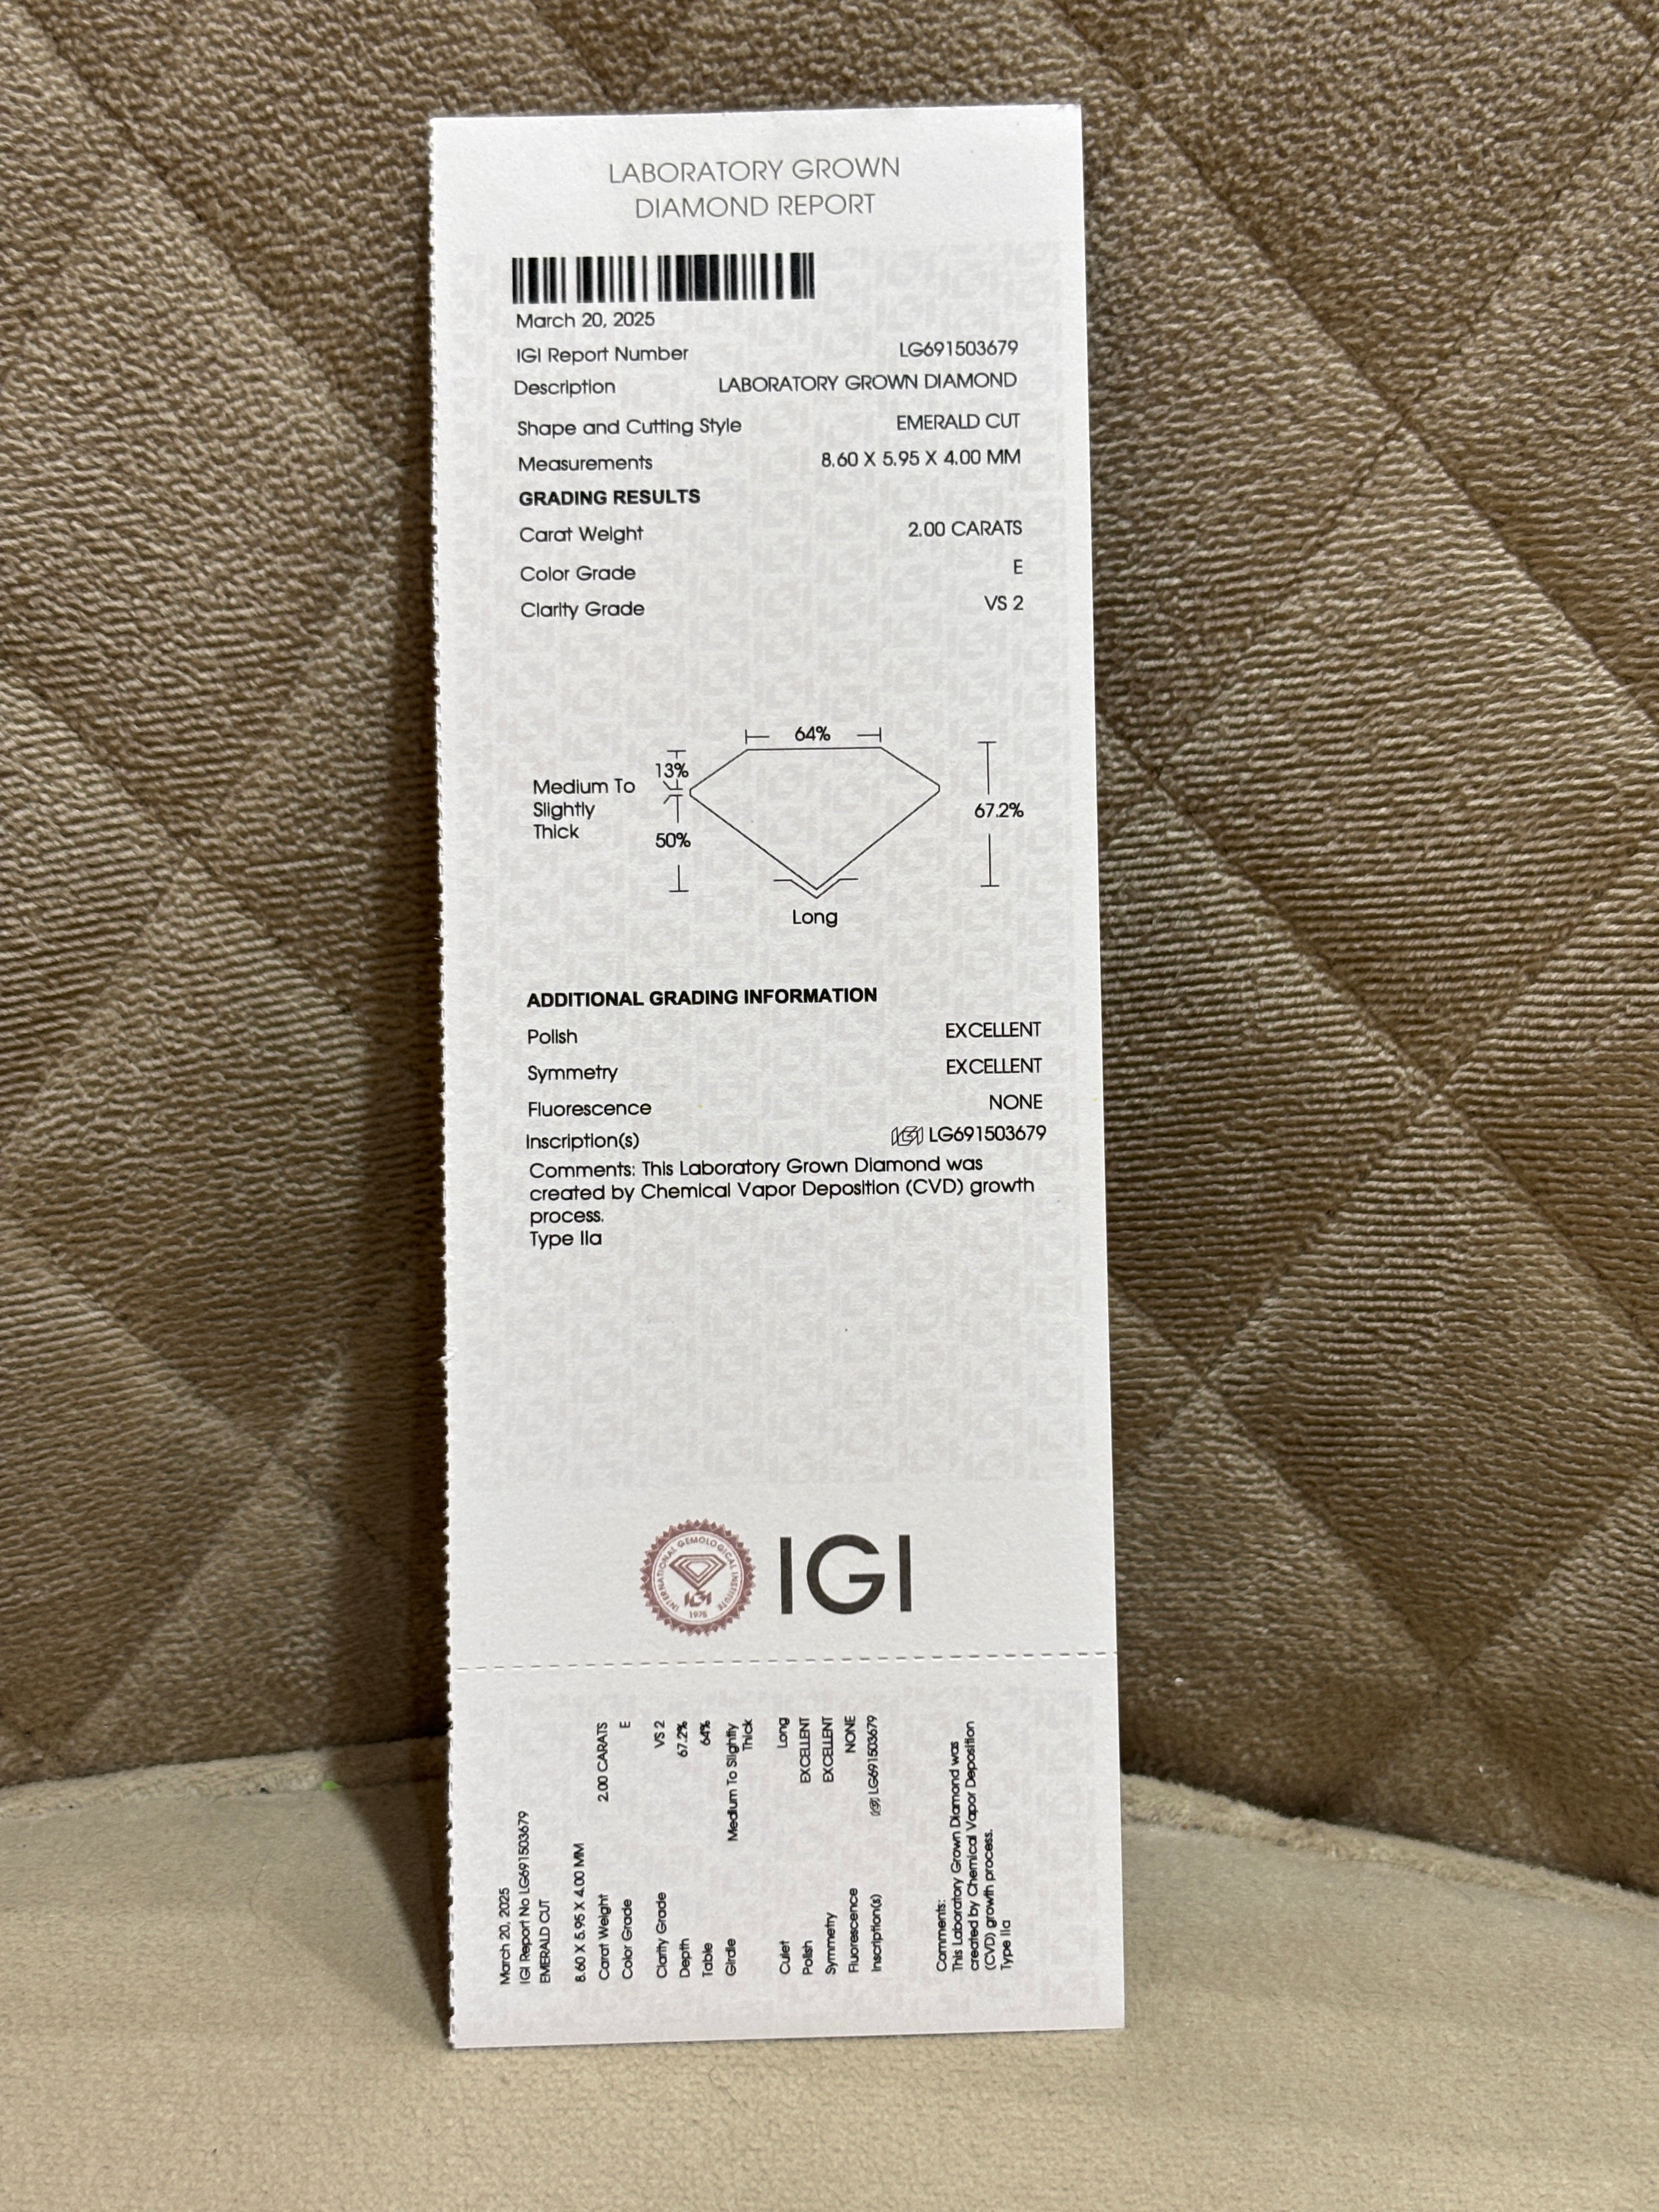 LABORATORY GROWN
DIAMOND REPORT
March 20, 2025
IGI Report Number LG691503679
Description LABORATORY GROWN DIAMOND
Shape and Cutting Style EMERALD CUT
Measurements 8.60 X 5.95 X 4.00 MM
GRADING RESULTS
Carat Weight 2.00 CARATS
Color Grade E
Clarity Grade VS 2
64%
13%
Medium To
Slightly
Thick
67.2%
50%
Long
ADDITIONAL GRADING INFORMATION
Polish EXCELLENT
Symmetry EXCELLENT
Fluorescence NONE
Inscription(s) IGI LG691503679
Comments: This Laboratory Grown Diamond was
created by Chemical Vapor Deposition (CVD) growth
process.
Type IIa
INTERNATIONAL GEMOLOGICAL INSTITUTE
IGI
1975
IGI
March 20, 2025
IGI Report No LG691503679
EMERALD CUT
8.60 X 5.95 X 4.00 MM
Carat Weight 2.00 CARATS
Color Grade E
Clarity Grade VS 2
Depth 67.2%
Table 64%
Girdle Medium To Slightly
Thick
Culet Long
Polish EXCELLENT
Symmetry EXCELLENT
Fluorescence NONE
Inscription(s) IGI LG691503679
Comments:
This Laboratory Grown Diamond was
created by Chemical Vapor Deposition
(CVD) growth process.
Type IIa